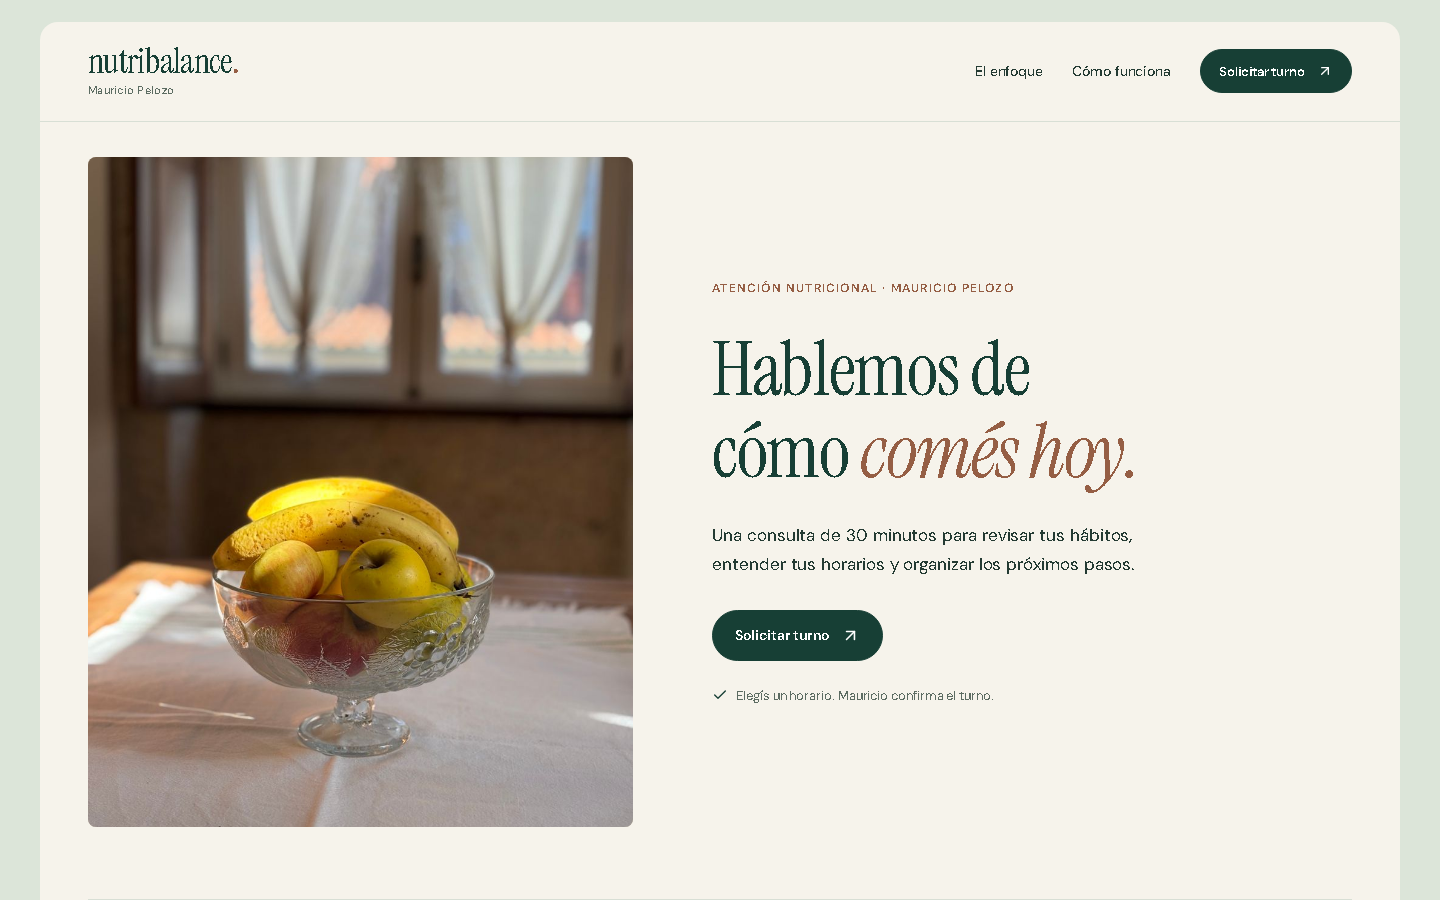 nutribalance.
Mauricio Pelozo
El enfoque
Cómo funciona
Solicitar turno
ATENCIÓN NUTRICIONAL · MAURICIO PELOZO
Hablemos de
cómo comés hoy.
Una consulta de 30 minutos para revisar tus hábitos,
entender tus horarios y organizar los próximos pasos.
Solicitar turno
Elegís un horario. Mauricio confirma el turno.